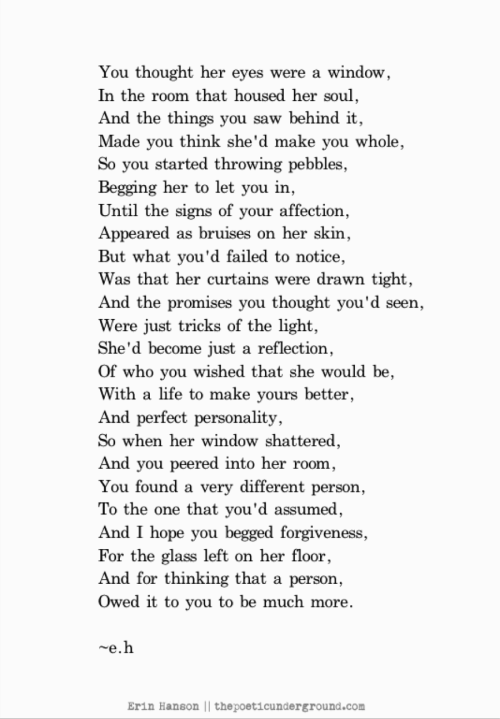 You thought her eyes were a window,
In the room that housed her soul,
And the things you saw behind it,
Made you think she'd make you whole,
So you started throwing pebbles,
Begging her to let you in,
Until the signs of your affection,
Appeared as bruises on her skin,
But what you'd failed to notice,
Was that her curtains were drawn tight,
And the promises you thought you'd seen,
Were just tricks of the light,
She'd become just a reflection,
Of who you wished that she would be,
With a life to make yours better,
And perfect personality,
So when her window shattered,
And you peered into her room,
You found a very different person,
To the one that you'd assumed,
And I hope you begged forgiveness,
For the glass left on her floor,
And for thinking that a person,
Owed it to you to be much more.
~e.h
Erin Hanson || thepoeticunderground.com